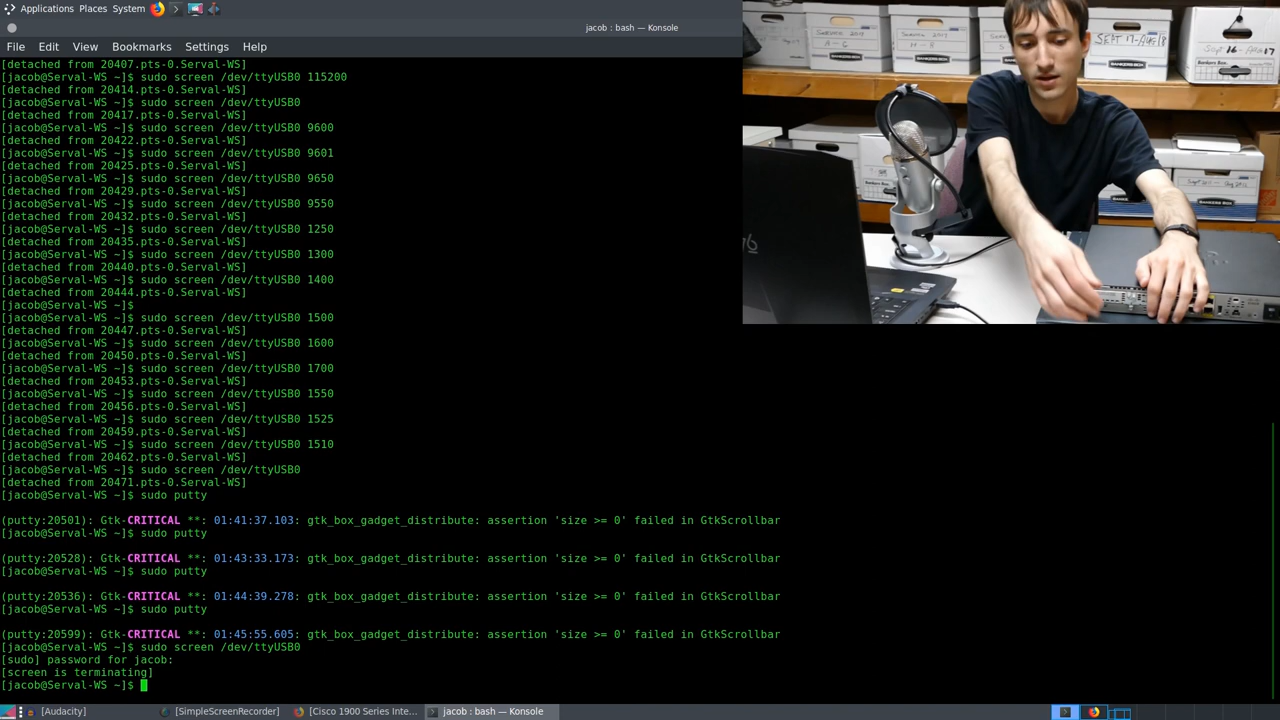 Applications Places System
jacob : bash — Konsole
File Edit View Bookmarks Settings Help
[detached from 20407.pts-0.Serval-WS]
[jacob@Serval-WS ~]$ sudo screen /dev/ttyUSB0 115200
[detached from 20414.pts-0.Serval-WS]
[jacob@Serval-WS ~]$ sudo screen /dev/ttyUSB0
[detached from 20417.pts-0.Serval-WS]
[jacob@Serval-WS ~]$ sudo screen /dev/ttyUSB0 9600
[detached from 20422.pts-0.Serval-WS]
[jacob@Serval-WS ~]$ sudo screen /dev/ttyUSB0 9601
[detached from 20425.pts-0.Serval-WS]
[jacob@Serval-WS ~]$ sudo screen /dev/ttyUSB0 9650
[detached from 20429.pts-0.Serval-WS]
[jacob@Serval-WS ~]$ sudo screen /dev/ttyUSB0 9550
[detached from 20432.pts-0.Serval-WS]
[jacob@Serval-WS ~]$ sudo screen /dev/ttyUSB0 1250
[detached from 20435.pts-0.Serval-WS]
[jacob@Serval-WS ~]$ sudo screen /dev/ttyUSB0 1300
[detached from 20440.pts-0.Serval-WS]
[jacob@Serval-WS ~]$ sudo screen /dev/ttyUSB0 1400
[detached from 20444.pts-0.Serval-WS]
[jacob@Serval-WS ~]$
[jacob@Serval-WS ~]$ sudo screen /dev/ttyUSB0 1500
[detached from 20447.pts-0.Serval-WS]
[jacob@Serval-WS ~]$ sudo screen /dev/ttyUSB0 1600
[detached from 20450.pts-0.Serval-WS]
[jacob@Serval-WS ~]$ sudo screen /dev/ttyUSB0 1700
[detached from 20453.pts-0.Serval-WS]
[jacob@Serval-WS ~]$ sudo screen /dev/ttyUSB0 1550
[detached from 20456.pts-0.Serval-WS]
[jacob@Serval-WS ~]$ sudo screen /dev/ttyUSB0 1525
[detached from 20459.pts-0.Serval-WS]
[jacob@Serval-WS ~]$ sudo screen /dev/ttyUSB0 1510
[detached from 20462.pts-0.Serval-WS]
[jacob@Serval-WS ~]$ sudo screen /dev/ttyUSB0
[detached from 20471.pts-0.Serval-WS]
[jacob@Serval-WS ~]$ sudo putty
(putty:20501): Gtk-CRITICAL **: 01:41:37.103: gtk_box_gadget_distribute: assertion 'size >= 0' failed in GtkScrollbar
[jacob@Serval-WS ~]$ sudo putty
(putty:20528): Gtk-CRITICAL **: 01:43:33.173: gtk_box_gadget_distribute: assertion 'size >= 0' failed in GtkScrollbar
[jacob@Serval-WS ~]$ sudo putty
(putty:20536): Gtk-CRITICAL **: 01:44:39.278: gtk_box_gadget_distribute: assertion 'size >= 0' failed in GtkScrollbar
[jacob@Serval-WS ~]$ sudo putty
(putty:20599): Gtk-CRITICAL **: 01:45:55.605: gtk_box_gadget_distribute: assertion 'size >= 0' failed in GtkScrollbar
[jacob@Serval-WS ~]$ sudo screen /dev/ttyUSB0
[sudo] password for jacob:
[screen is terminating]
[jacob@Serval-WS ~]$
SEPT 17-AUG 18
BANKERS BOX
Sept 16-AUG 17
BANKERS BOX
[Audacity]
[SimpleScreenRecorder]
[Cisco 1900 Series Inte...
jacob : bash — Konsole